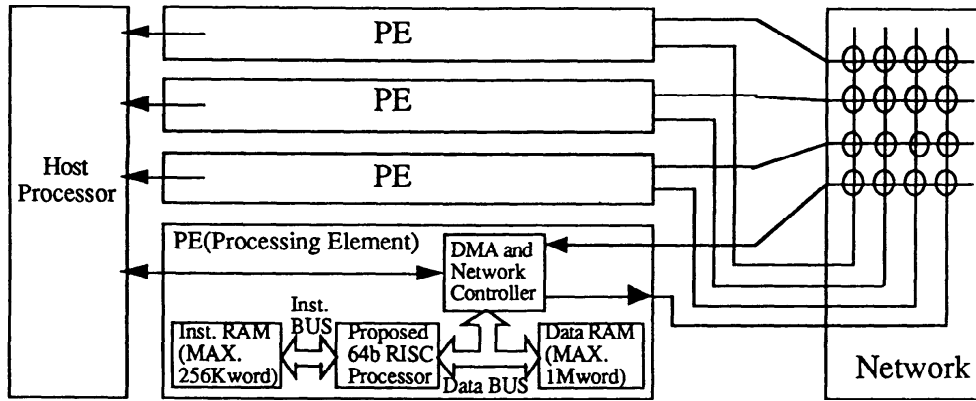 PE
PE
PE
Host
Processor
PE(Processing Element)
DMA and
Network
Controller
Inst.
BUS
Inst. RAM
(MAX.
256Kword)
Proposed
64b RISC
Processor
Data BUS
Data RAM
(MAX.
1Mword)
Network